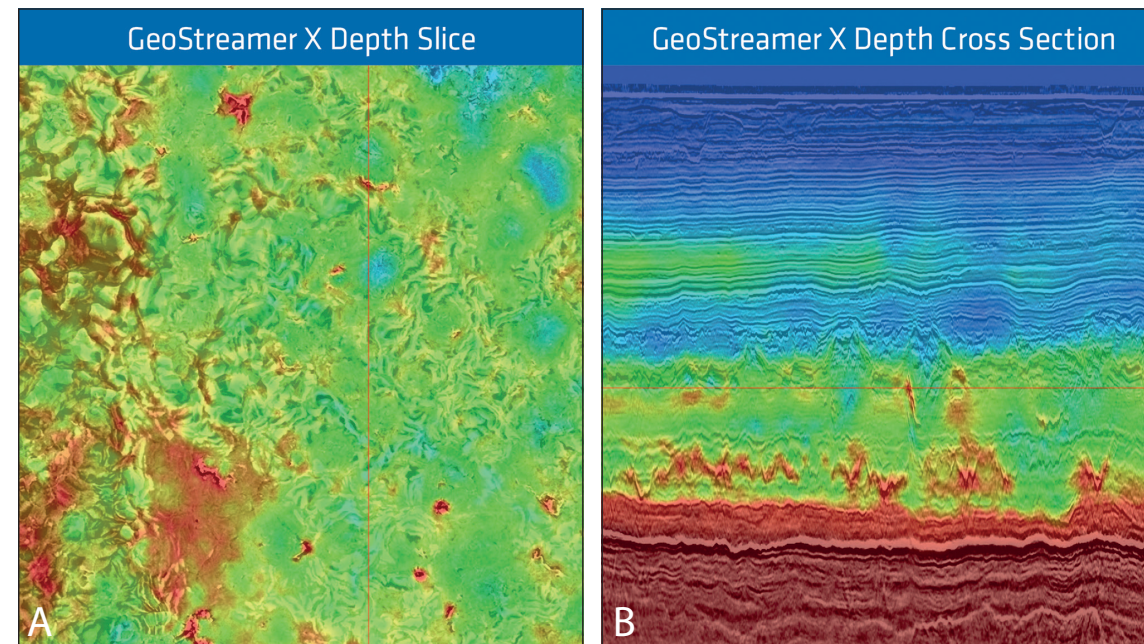 GeoStreamer X Depth Slice
GeoStreamer X Depth Cross Section
A
B